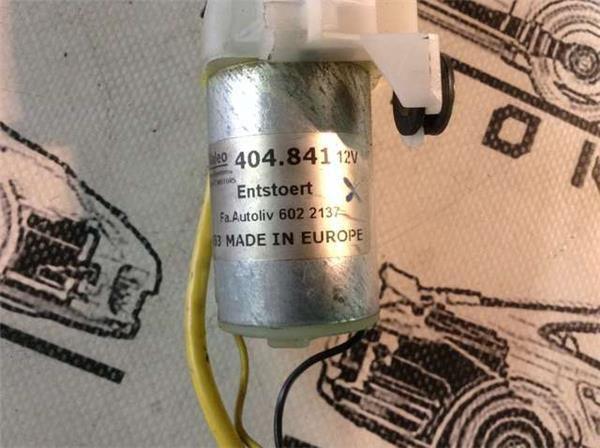 404.841 12V
Entstoert
Fa.Autoliv 602 2137
MADE IN EUROPE